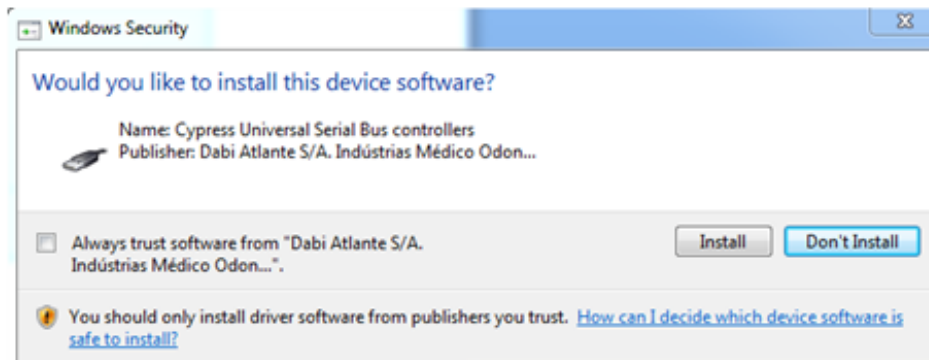 Windows Security
Would you like to install this device software?
Name: Cypress Universal Serial Bus controllers
Publisher: Dabi Atlante S/A. Indústrias Médico Odon...
Always trust software from "Dabi Atlante S/A.
Indústrias Médico Odon...".
Install
Don't Install
You should only install driver software from publishers you trust. How can I decide which device software is
safe to install?